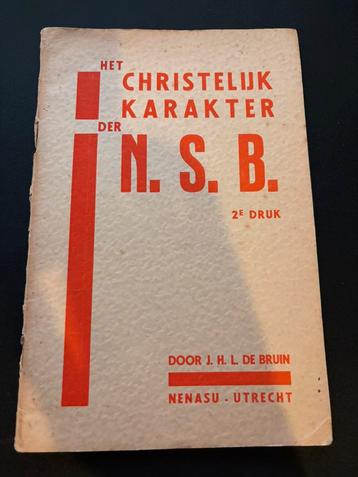 HET
CHRISTELIJK
KARAKTER
DER
N. S. B.
2E DRUK
DOOR J. H. L. DE BRUIN
NENASU - UTRECHT